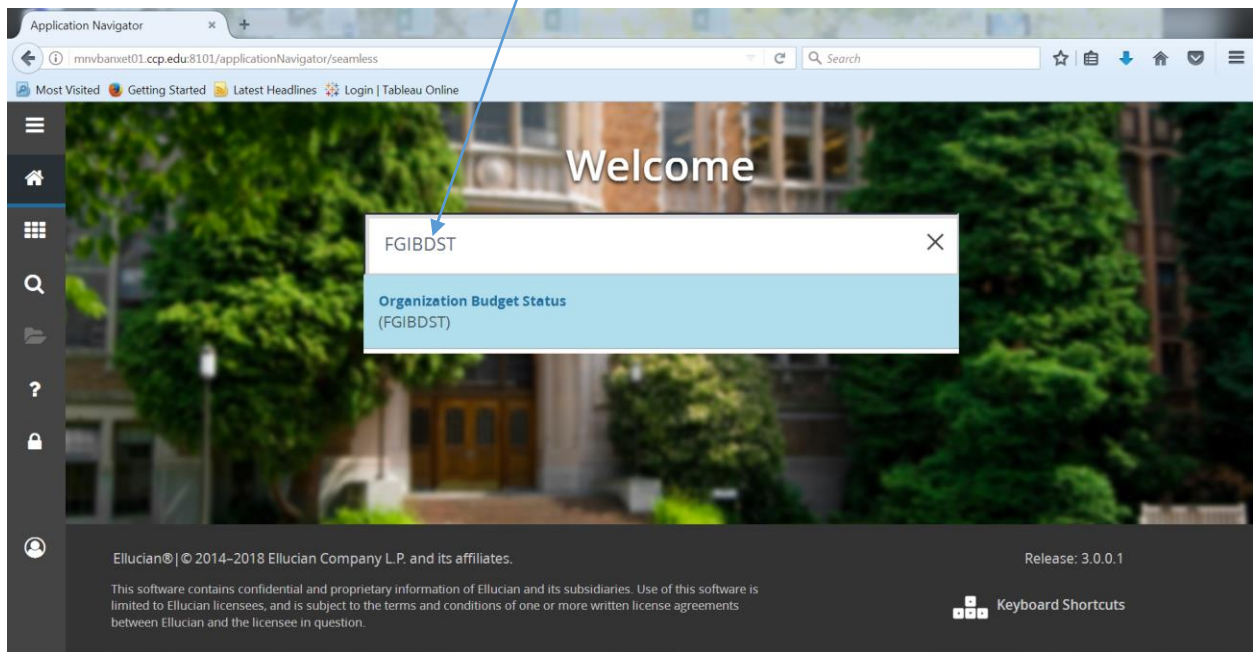 Application Navigator
mnvbanxet01.ccp.edu:8101/applicationNavigator/seamless
Search
Most Visited Getting Started Latest Headlines Login | Tableau Online
Welcome
FGIBDST
Organization Budget Status
(FGIBDST)
Ellucian® | © 2014–2018 Ellucian Company L.P. and its affiliates.
Release: 3.0.0.1
This software contains confidential and proprietary information of Ellucian and its subsidiaries. Use of this software is
limited to Ellucian licensees, and is subject to the terms and conditions of one or more written license agreements
between Ellucian and the licensee in question.
Keyboard Shortcuts